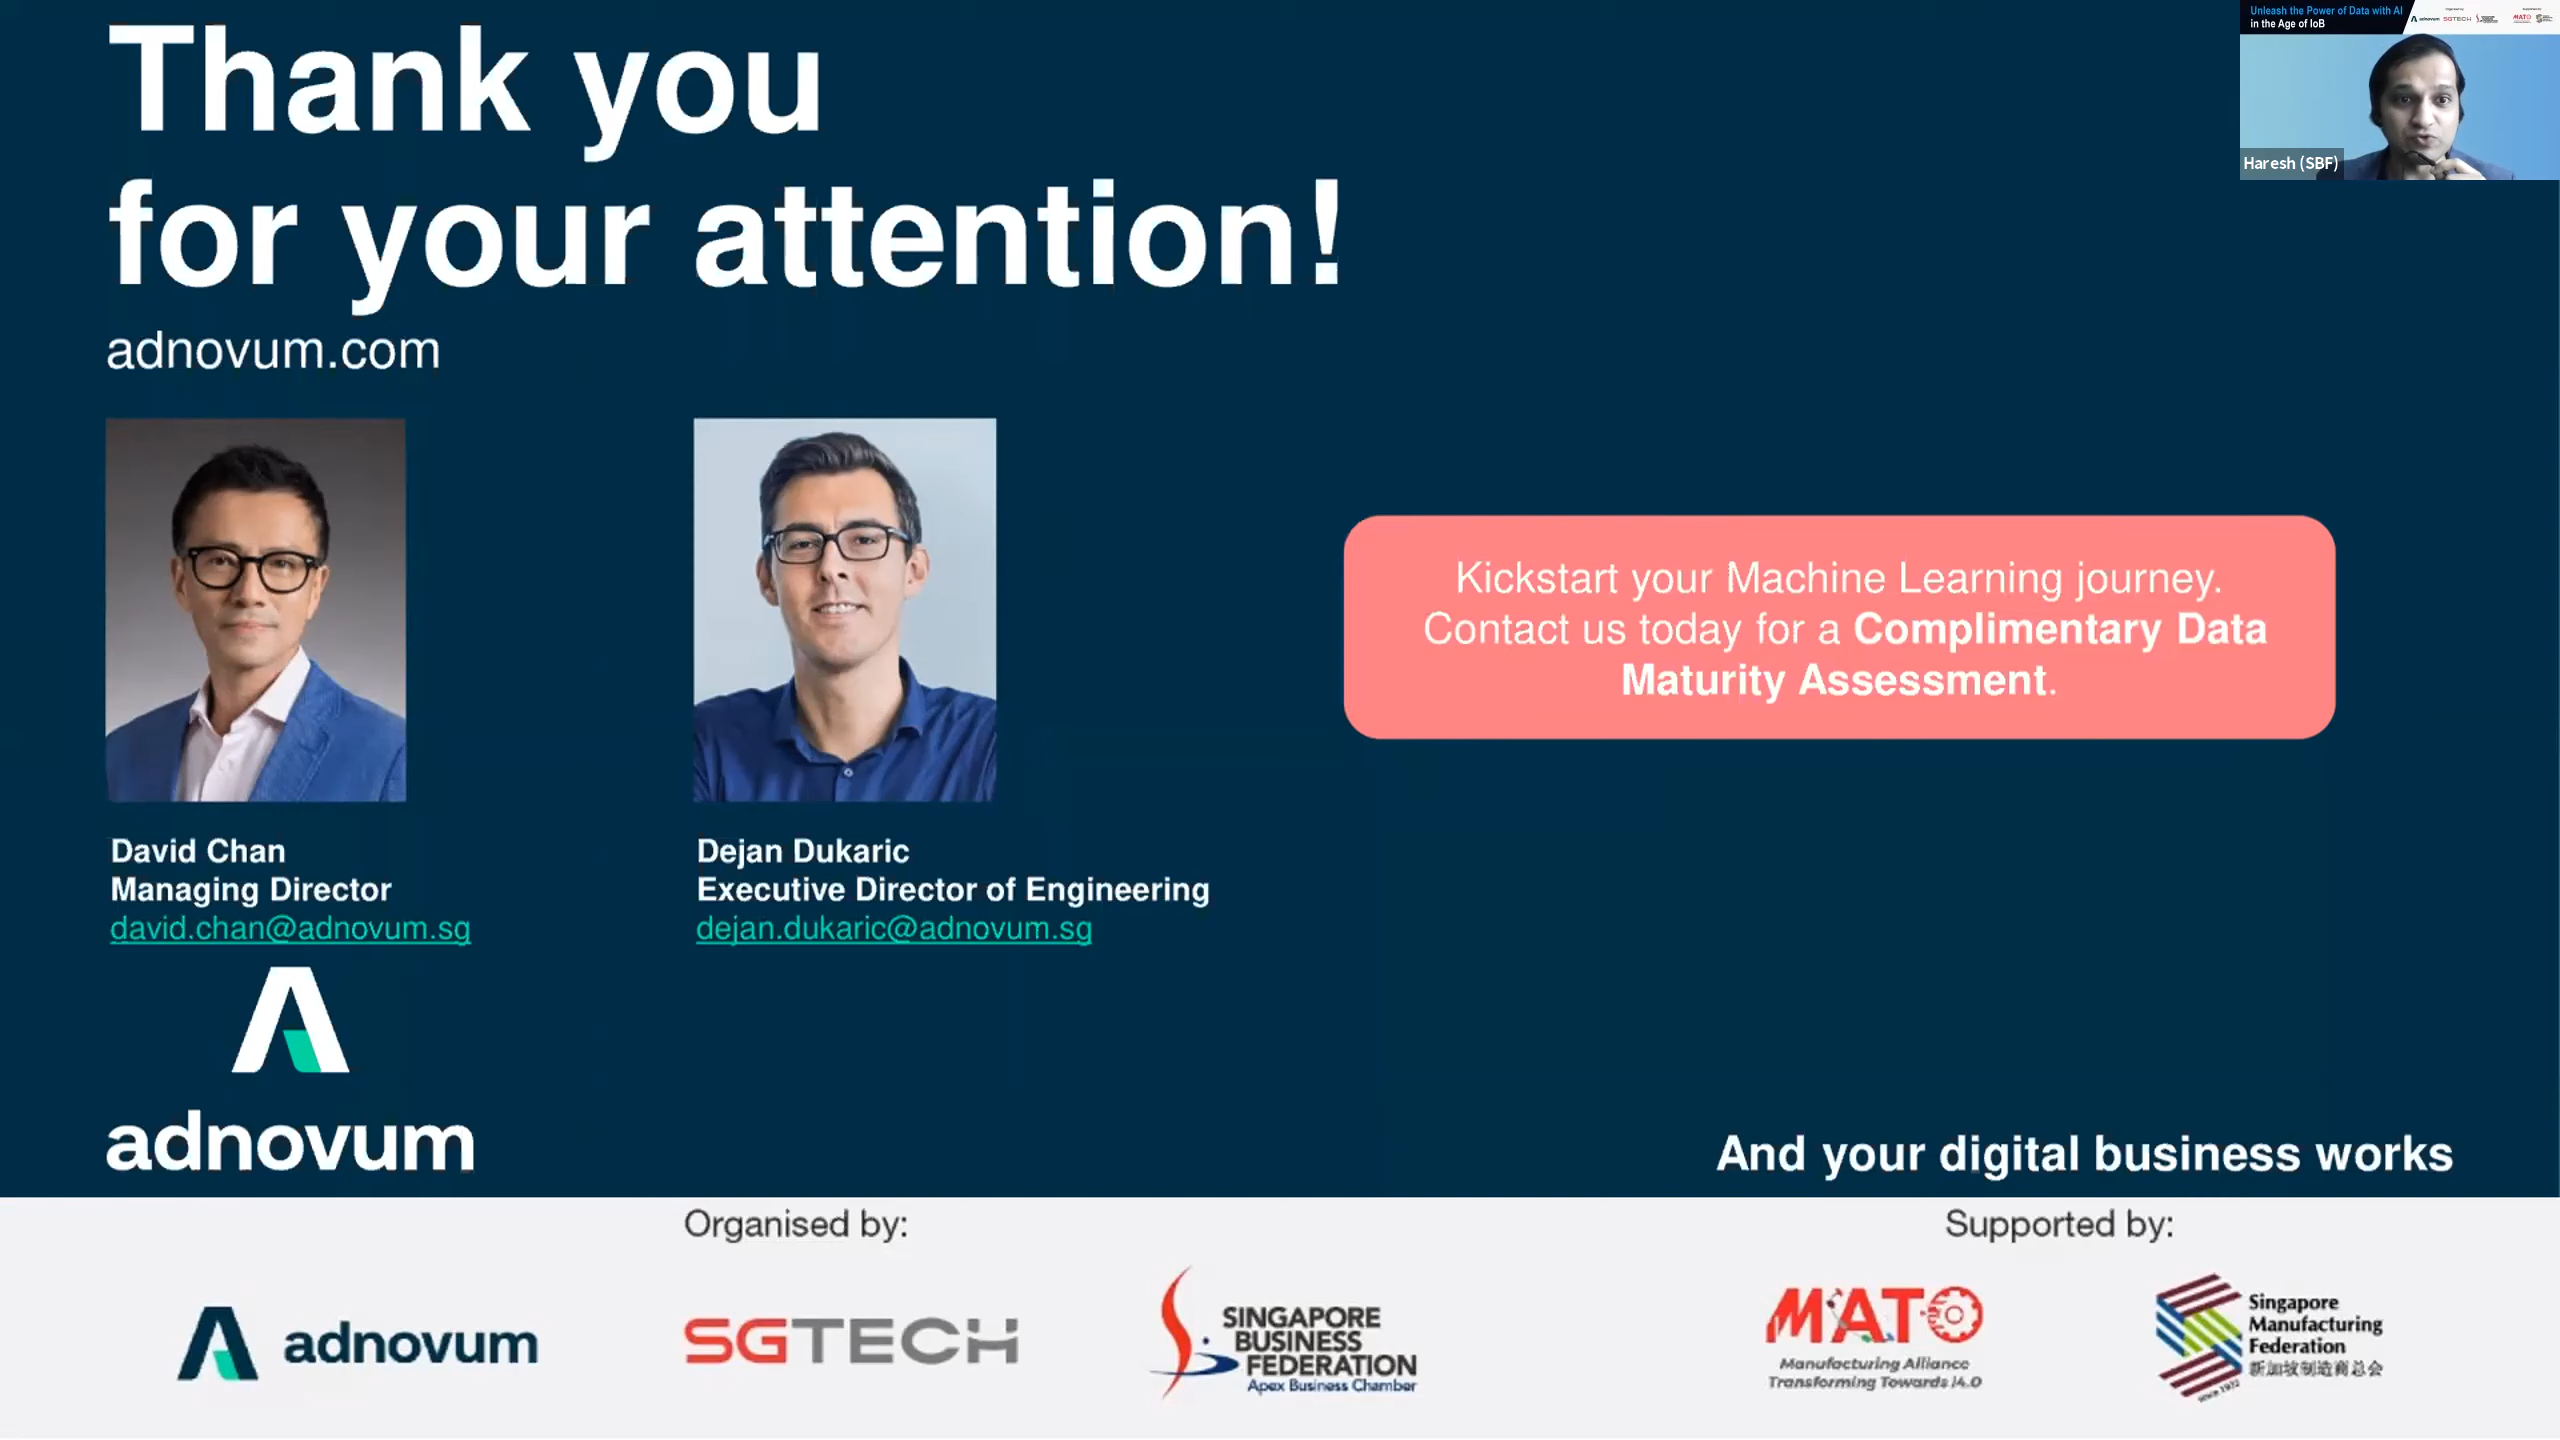 Thank you
for your attention!
adnovum.com
Unleash the Power of Data with AI
in the Age of IoB
Haresh (SBF)
Kickstart your Machine Learning journey.
Contact us today for a Complimentary Data
Maturity Assessment.
David Chan
Managing Director
david.chan@adnovum.sg
Dejan Dukaric
Executive Director of Engineering
dejan.dukaric@adnovum.sg
adnovum
And your digital business works
Organised by:
adnovum
SGTECH
SINGAPORE
BUSINESS
FEDERATION
Apex Business Chamber
Supported by:
MATO
Manufacturing Alliance
Transforming Towards i4.0
Singapore
Manufacturing
Federation
新加坡制造商总会
since 1932